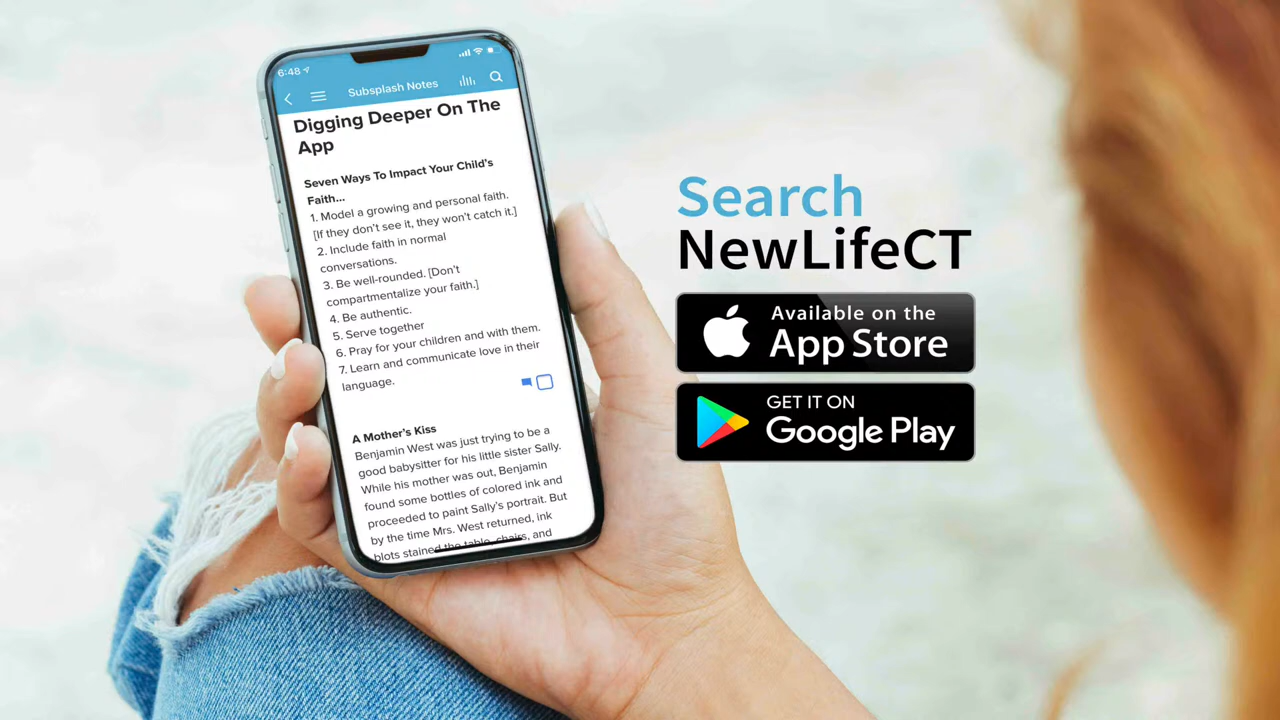 6:48
Subsplash Notes
Digging Deeper On The
App
Seven Ways To Impact Your Child's
Faith...
1. Model a growing and personal faith.
[If they don't see it, they won't catch it.]
2. Include faith in normal
conversations.
3. Be well-rounded. [Don't
compartmentalize your faith.]
4. Be authentic.
5. Serve together
6. Pray for your children and with them.
7. Learn and communicate love in their
language.
A Mother's Kiss
Benjamin West was just trying to be a
good babysitter for his little sister Sally.
While his mother was out, Benjamin
found some bottles of colored ink and
proceeded to paint Sally's portrait. But
by the time Mrs. West returned, ink
blots stained the table, chairs, and
Search
NewLifeCT
Available on the
App Store
GET IT ON
Google Play